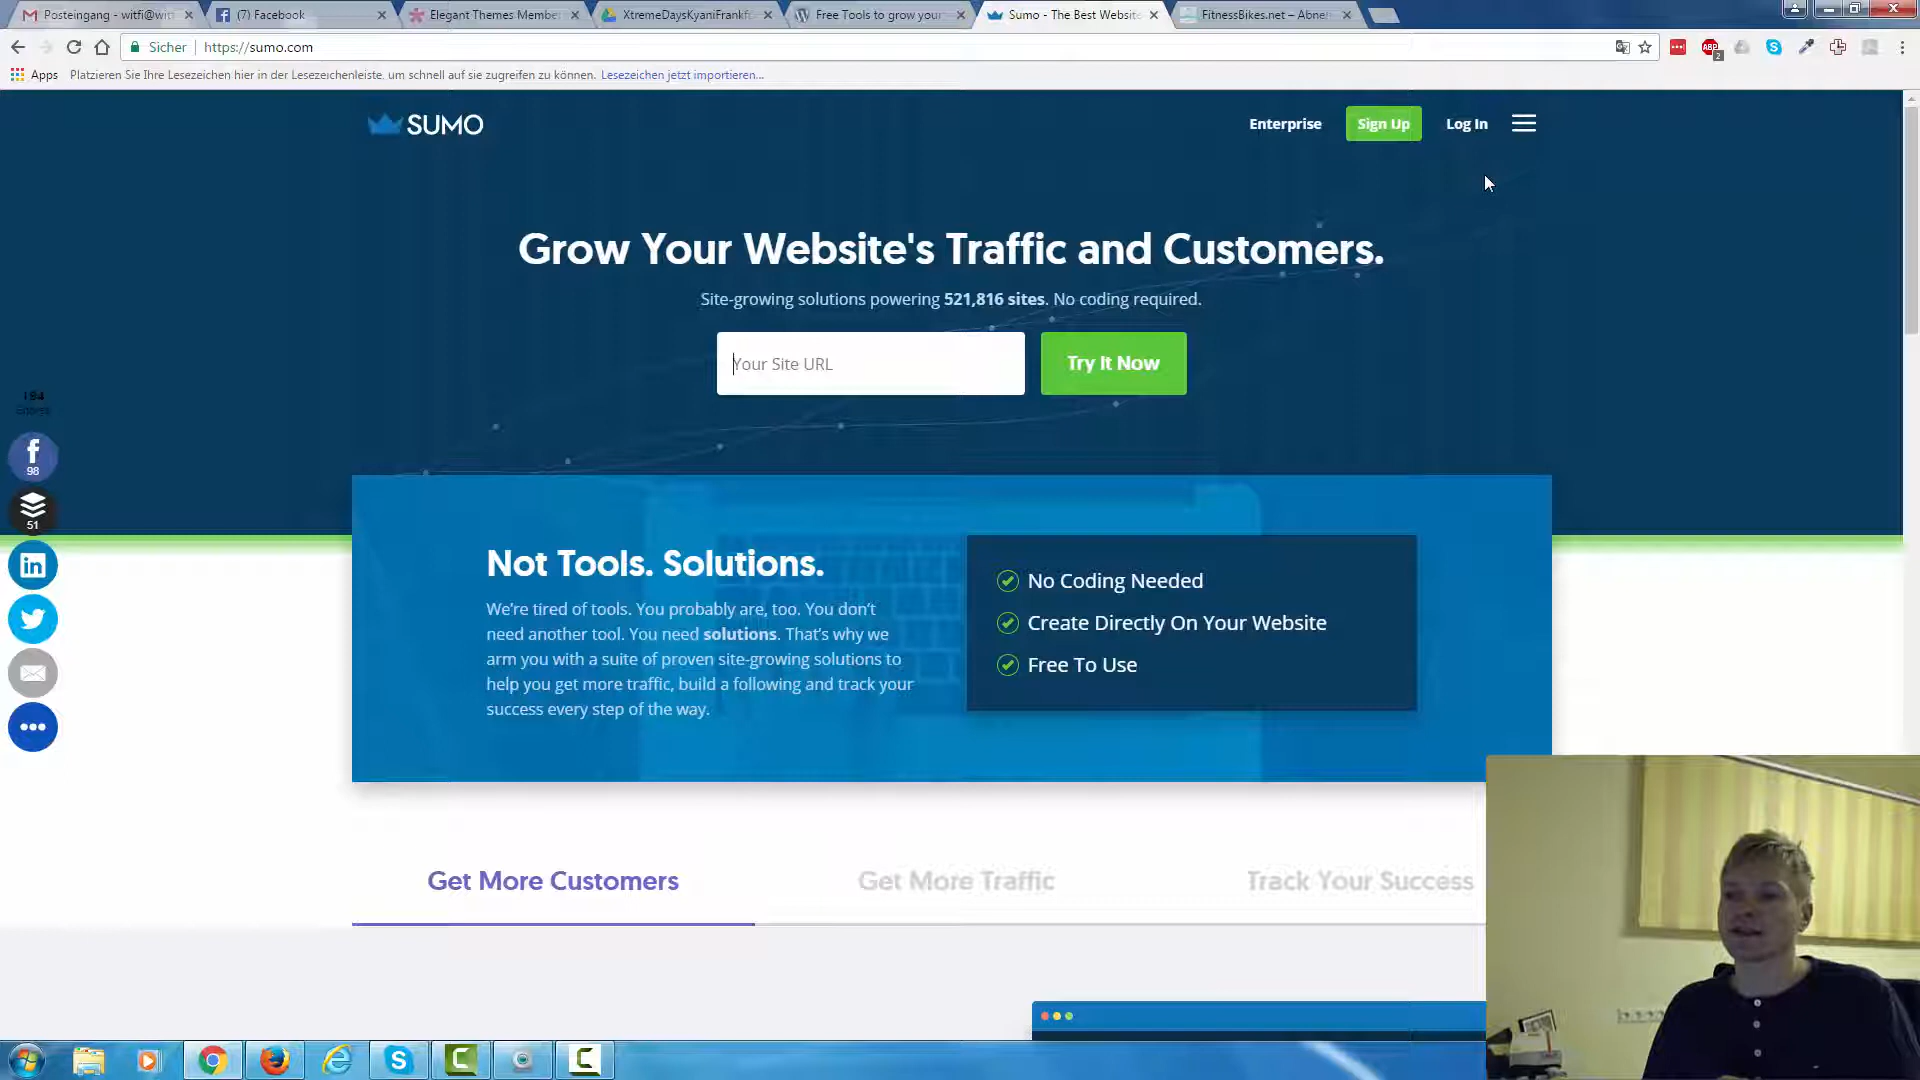 Posteingang - witfi@wit
(7) Facebook
Elegant Themes Member
XtremeDaysKyaniFrankf
Free Tools to grow your
Sumo - The Best Website
FitnessBikes.net – Abne
Sicher
https://sumo.com
ABP
2
Apps
Platzieren Sie Ihre Lesezeichen hier in der Lesezeichenleiste, um schnell auf sie zugreifen zu können.
Lesezeichen jetzt importieren...
SUMO
Enterprise
Sign Up
Log In
Grow Your Website's Traffic and Customers.
Site-growing solutions powering 521,816 sites. No coding required.
Your Site URL
Try It Now
194
Shares
98
51
Not Tools. Solutions.
We're tired of tools. You probably are, too. You don't
need another tool. You need solutions. That's why we
arm you with a suite of proven site-growing solutions to
help you get more traffic, build a following and track your
success every step of the way.
No Coding Needed
Create Directly On Your Website
Free To Use
Get More Customers
Get More Traffic
Track Your Success